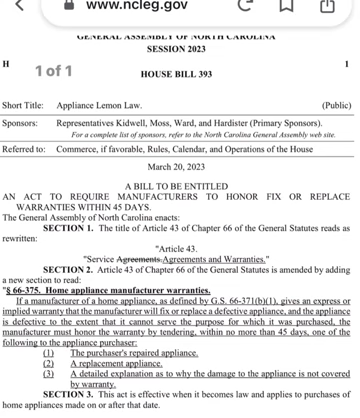 www.ncleg.gov
GENERAL ASSEMBLY OF NORTH CAROLINA
SESSION 2023
H 1
1 of 1
HOUSE BILL 393
Short Title: Appliance Lemon Law. (Public)
Sponsors: Representatives Kidwell, Moss, Ward, and Hardister (Primary Sponsors).
For a complete list of sponsors, refer to the North Carolina General Assembly web site.
Referred to: Commerce, if favorable, Rules, Calendar, and Operations of the House
March 20, 2023
A BILL TO BE ENTITLED
AN ACT TO REQUIRE MANUFACTURERS TO HONOR FIX OR REPLACE
WARRANTIES WITHIN 45 DAYS.
The General Assembly of North Carolina enacts:
SECTION 1. The title of Article 43 of Chapter 66 of the General Statutes reads as
rewritten:
"Article 43.
"Service Agreements.Agreements and Warranties."
SECTION 2. Article 43 of Chapter 66 of the General Statutes is amended by adding
a new section to read:
"§ 66-375. Home appliance manufacturer warranties.
If a manufacturer of a home appliance, as defined by G.S. 66-371(b)(1), gives an express or
implied warranty that the manufacturer will fix or replace a defective appliance, and the appliance
is defective to the extent that it cannot serve the purpose for which it was purchased, the
manufacturer must honor the warranty by tendering, within no more than 45 days, one of the
following to the appliance purchaser:
(1) The purchaser's repaired appliance.
(2) A replacement appliance.
(3) A detailed explanation as to why the damage to the appliance is not covered
by warranty.
SECTION 3. This act is effective when it becomes law and applies to purchases of
home appliances made on or after that date.